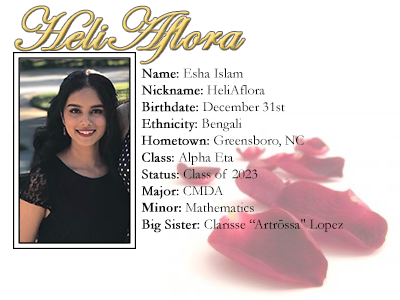 HeliAflora
Name: Esha Islam
Nickname: HeliAflora
Birthdate: December 31st
Ethnicity: Bengali
Hometown: Greensboro, NC
Class: Alpha Eta
Status: Class of 2023
Major: CMDA
Minor: Mathematics
Big Sister: Clarisse “Artrōssa" Lopez